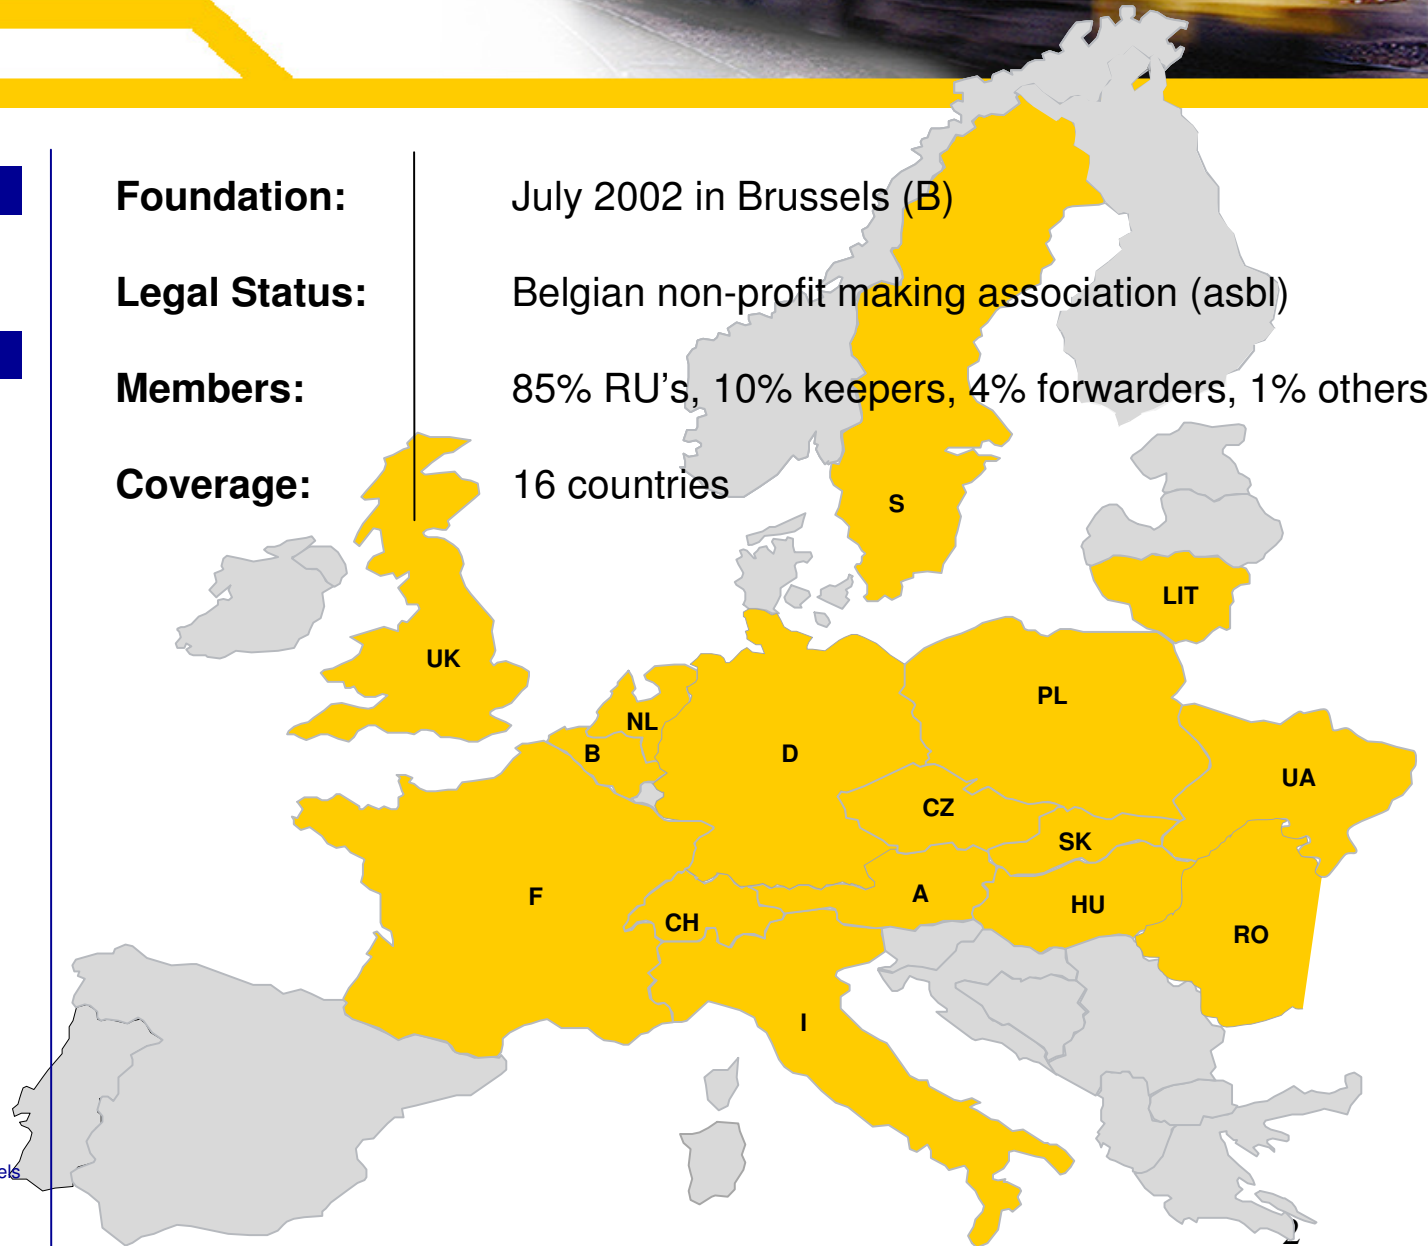 Foundation: July 2002 in Brussels (B)
Legal Status: Belgian non-profit making association (asbl)
Members: 85% RU's, 10% keepers, 4% forwarders, 1% others
Coverage: 16 countries
S
LIT
UK
PL
NL
B
D
UA
CZ
SK
A
F
HU
CH
RO
I
els